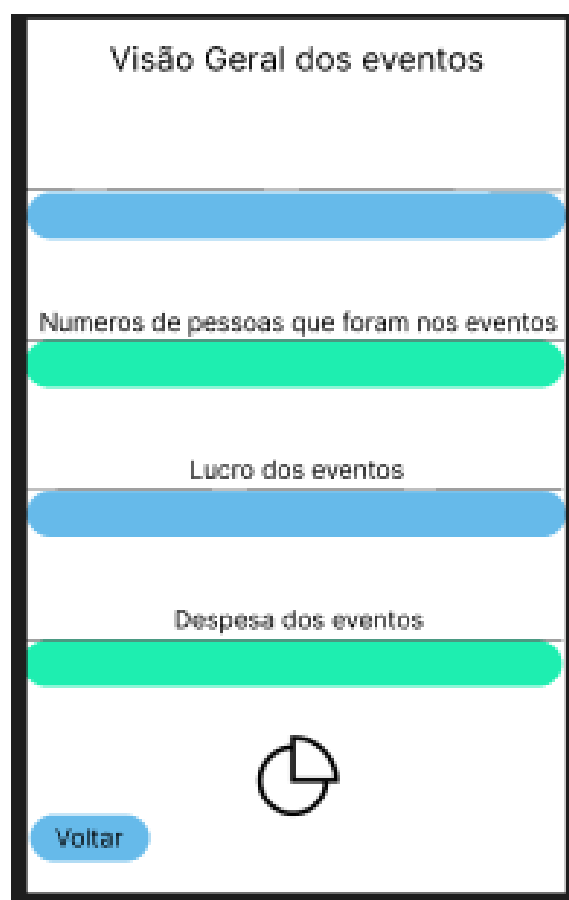 Visão Geral dos eventos
Numeros de pessoas que foram nos eventos
Lucro dos eventos
Despesa dos eventos
Voltar